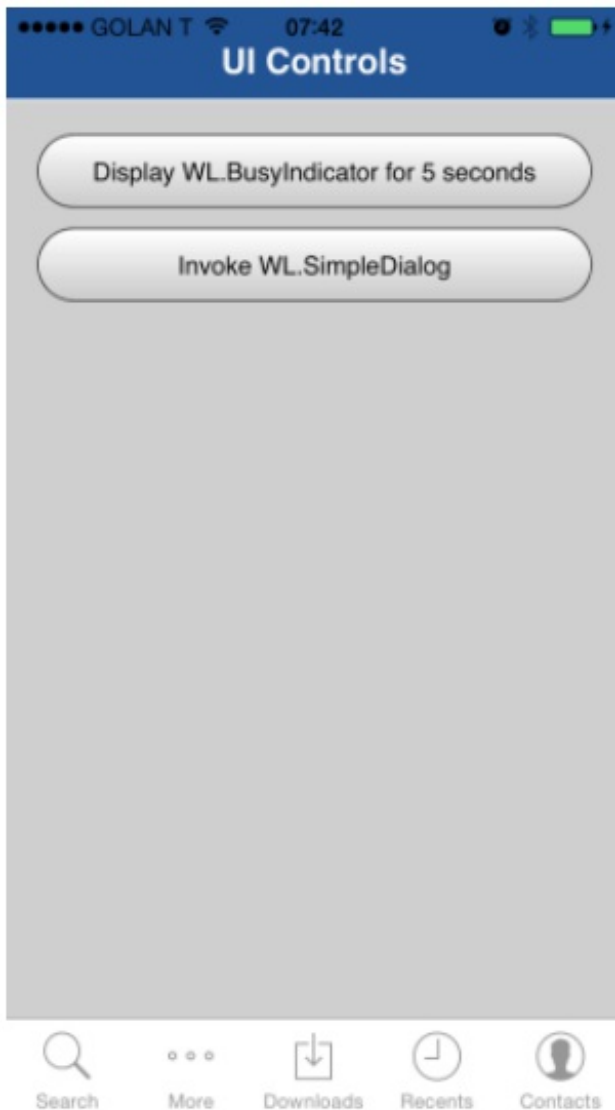 GOLAN T 07:42
UI Controls
Display WL.BusyIndicator for 5 seconds
Invoke WL.SimpleDialog
Search More Downloads Recents Contacts